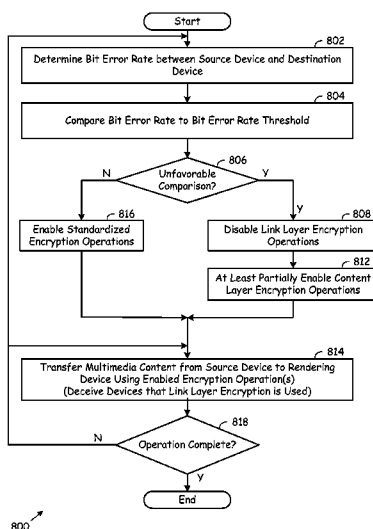 Start
802
Determine Bit Error Rate between Source Device and Destination
Device
804
Compare Bit Error Rate to Bit Error Rate Threshold
806
Unfavorable
Comparison?
N
Y
816
Enable Standardized
Encryption Operations
Y
808
Disable Link Layer Encryption
Operations
812
At Least Partially Enable Content
Layer Encryption Operations
814
Transfer Multimedia Content from Source Device to Rendering
Device Using Enabled Encryption Operation(s)
(Deceive Devices that Link Layer Encryption is Used)
818
N
Operation Complete?
Y
End
800